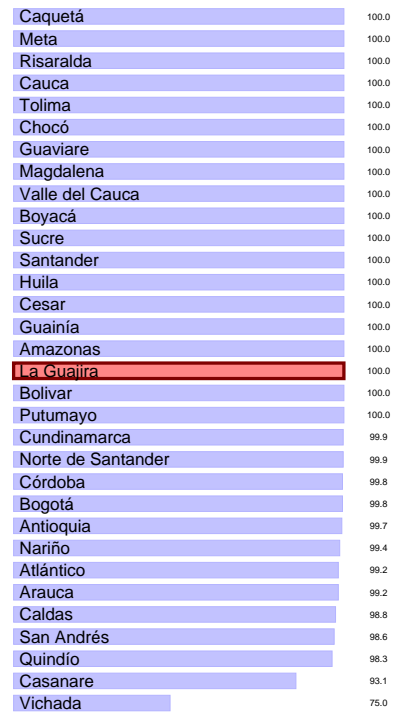 Caquetá 100.0
Meta 100.0
Risaralda 100.0
Cauca 100.0
Tolima 100.0
Chocó 100.0
Guaviare 100.0
Magdalena 100.0
Valle del Cauca 100.0
Boyacá 100.0
Sucre 100.0
Santander 100.0
Huila 100.0
Cesar 100.0
Guainía 100.0
Amazonas 100.0
La Guajira 100.0
Bolivar 100.0
Putumayo 100.0
Cundinamarca 99.9
Norte de Santander 99.9
Córdoba 99.8
Bogotá 99.8
Antioquia 99.7
Nariño 99.4
Atlántico 99.2
Arauca 99.2
Caldas 98.8
San Andrés 98.6
Quindío 98.3
Casanare 93.1
Vichada 75.0